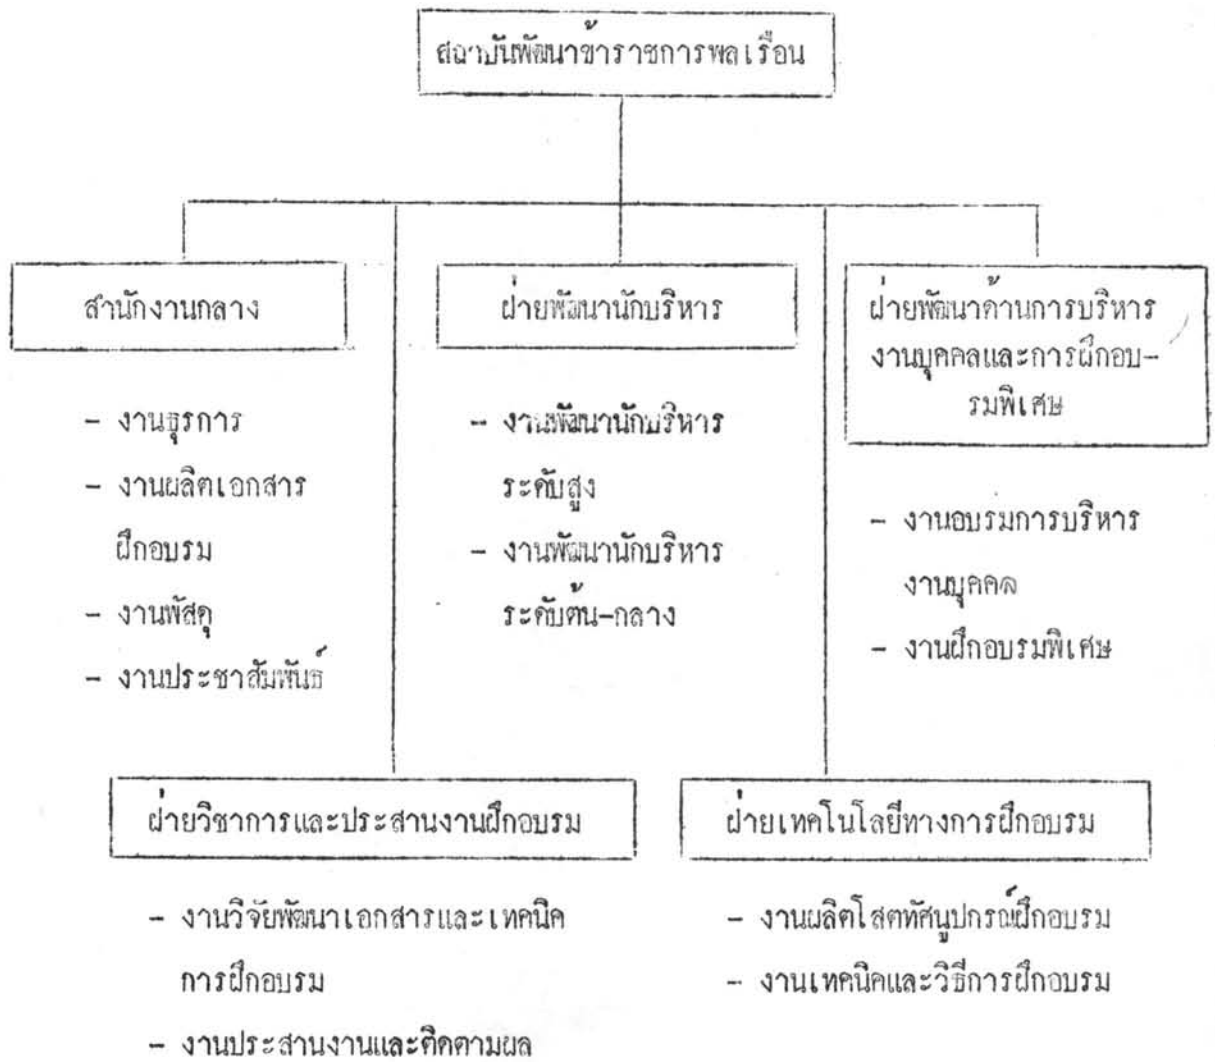 สถาบันพัฒนาข้าราชการพลเรือน
สำนักงานกลาง
- งานธุรการ
- งานผลิตเอกสาร
ฝึกอบรม
- งานพัสดุ
- งานประชาสัมพันธ์
ฝ่ายพัฒนานักบริหาร
- งานพัฒนานักบริหาร
ระดับสูง
- งานพัฒนานักบริหาร
ระดับต้น-กลาง
ฝ่ายพัฒนาด้านการบริหาร
งานบุคคลและการฝึกอบ-
รมพิเศษ
- งานอบรมการบริหาร
งานบุคคล
- งานฝึกอบรมพิเศษ
ฝ่ายวิชาการและประสานงานฝึกอบรม
- งานวิจัยพัฒนาเอกสารและเทคนิค
การฝึกอบรม
- งานประสานงานและติดตามผล
ฝ่ายเทคโนโลยีทางการฝึกอบรม
- งานผลิตโสตทัศนูปกรณ์ฝึกอบรม
- งานเทคนิคและวิธีการฝึกอบรม